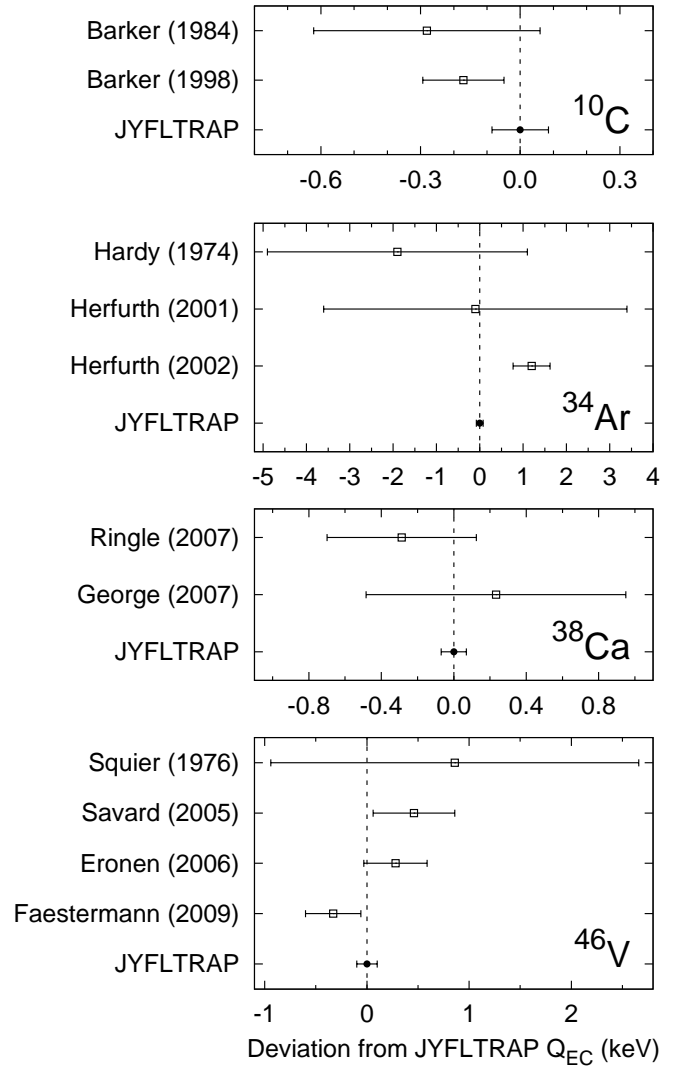 Barker (1984)
Barker (1998)
JYFLTRAP
¹⁰C
-0.6 -0.3 0.0 0.3
Hardy (1974)
Herfurth (2001)
Herfurth (2002)
JYFLTRAP
³⁴Ar
-5 -4 -3 -2 -1 0 1 2 3 4
Ringle (2007)
George (2007)
JYFLTRAP
³⁸Ca
-0.8 -0.4 0.0 0.4 0.8
Squier (1976)
Savard (2005)
Eronen (2006)
Faestermann (2009)
JYFLTRAP
⁴⁶V
-1 0 1 2
Deviation from JYFLTRAP Q_EC (keV)